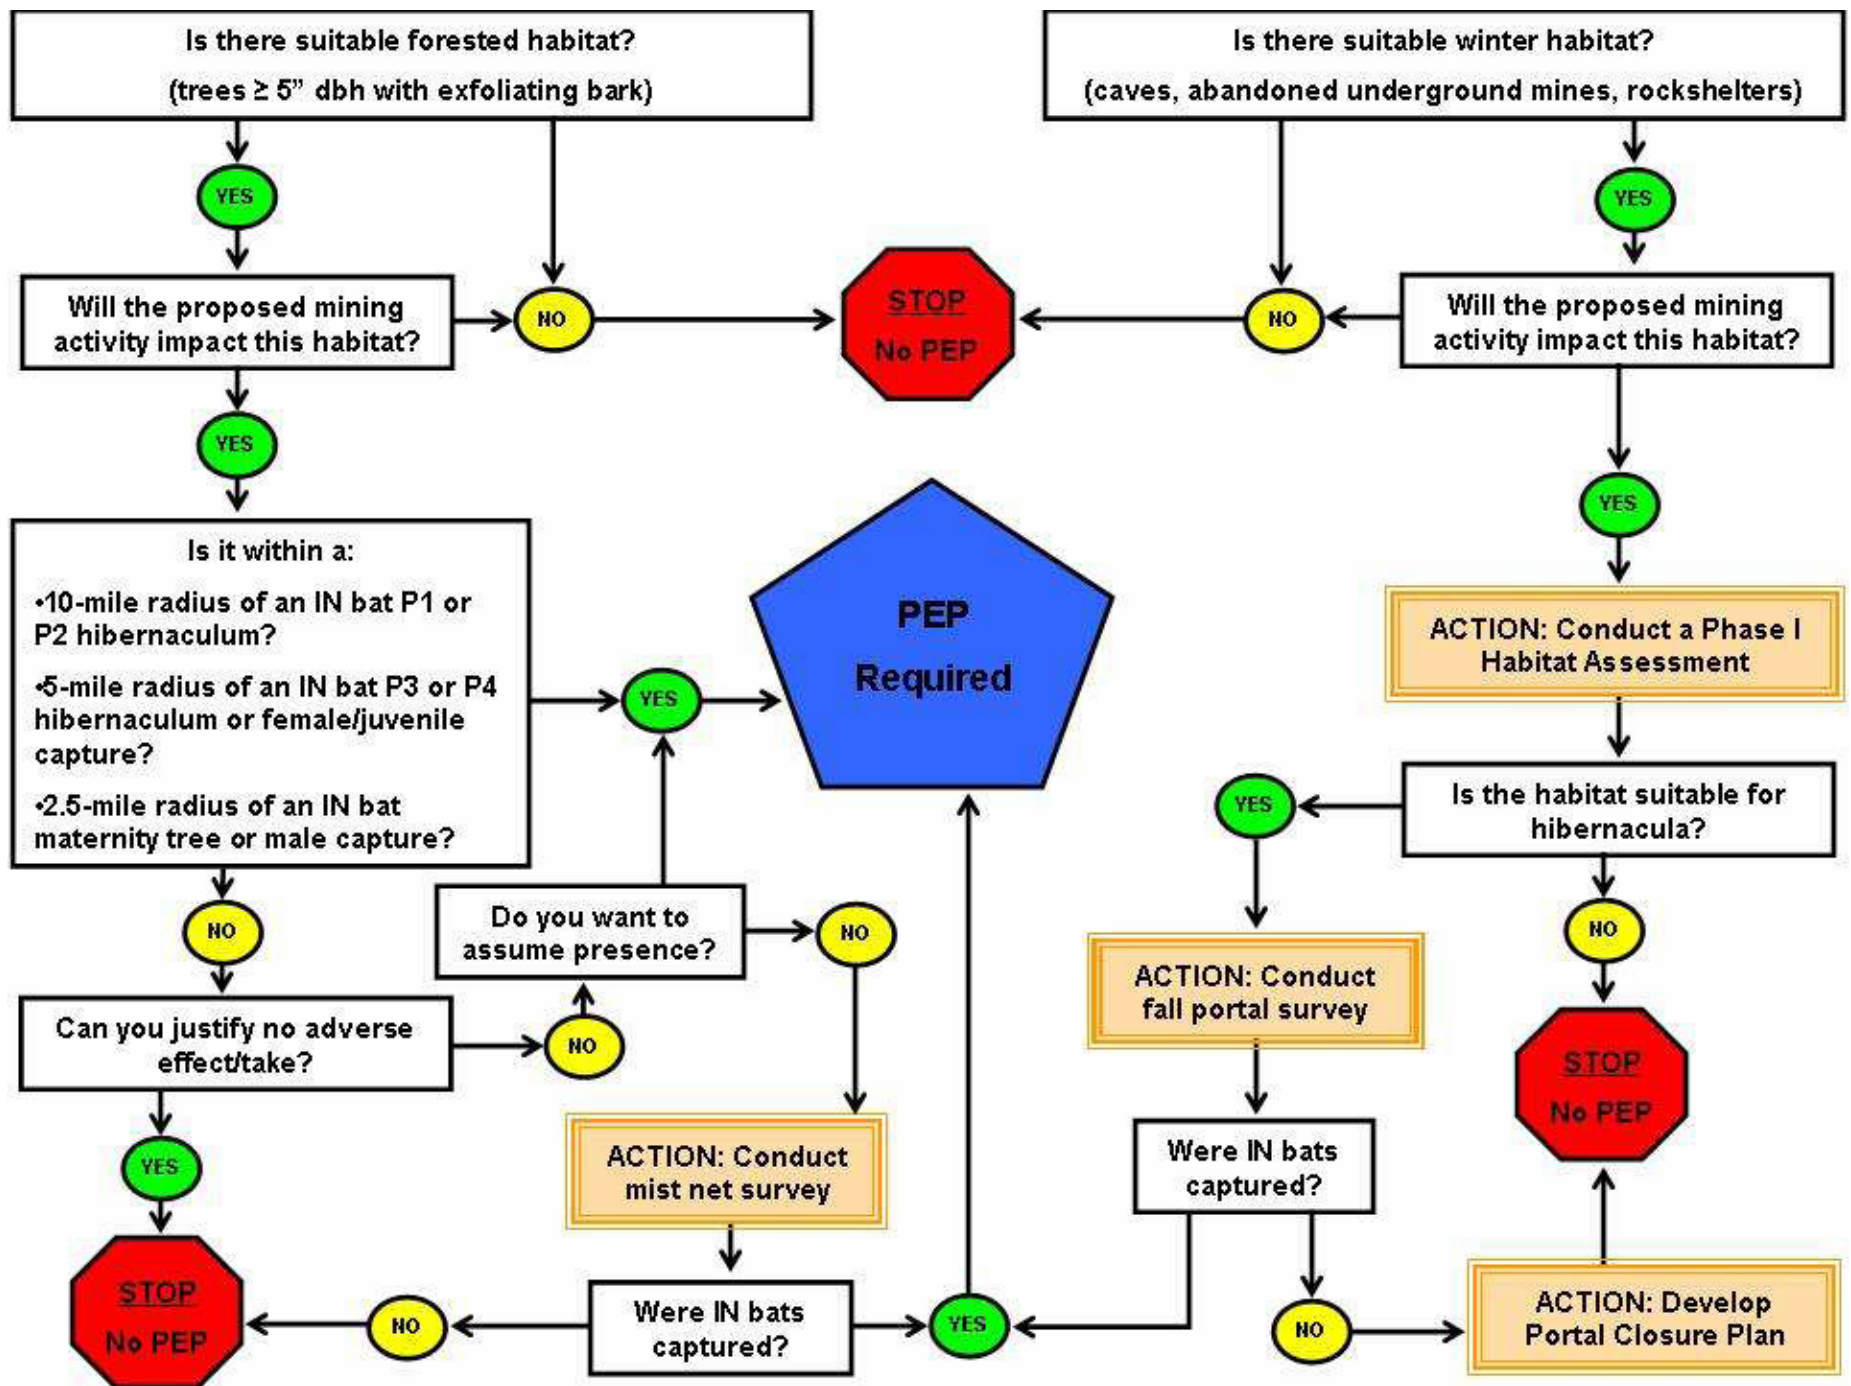 Is there suitable forested habitat?
(trees ≥ 5” dbh with exfoliating bark)
YES
Will the proposed mining
activity impact this habitat?
NO
YES
Is it within a:
•10-mile radius of an IN bat P1 or
P2 hibernaculum?
•5-mile radius of an IN bat P3 or P4
hibernaculum or female/juvenile
capture?
•2.5-mile radius of an IN bat
maternity tree or male capture?
YES
NO
Can you justify no adverse
effect/take?
NO
Do you want to
assume presence?
NO
YES
STOP
No PEP
ACTION: Conduct
mist net survey
Were IN bats
captured?
NO
YES
STOP
No PEP
PEP
Required
Is there suitable winter habitat?
(caves, abandoned underground mines, rockshelters)
YES
Will the proposed mining
activity impact this habitat?
NO
YES
ACTION: Conduct a Phase I
Habitat Assessment
Is the habitat suitable for
hibernacula?
YES
NO
ACTION: Conduct
fall portal survey
STOP
No PEP
Were IN bats
captured?
NO
ACTION: Develop
Portal Closure Plan